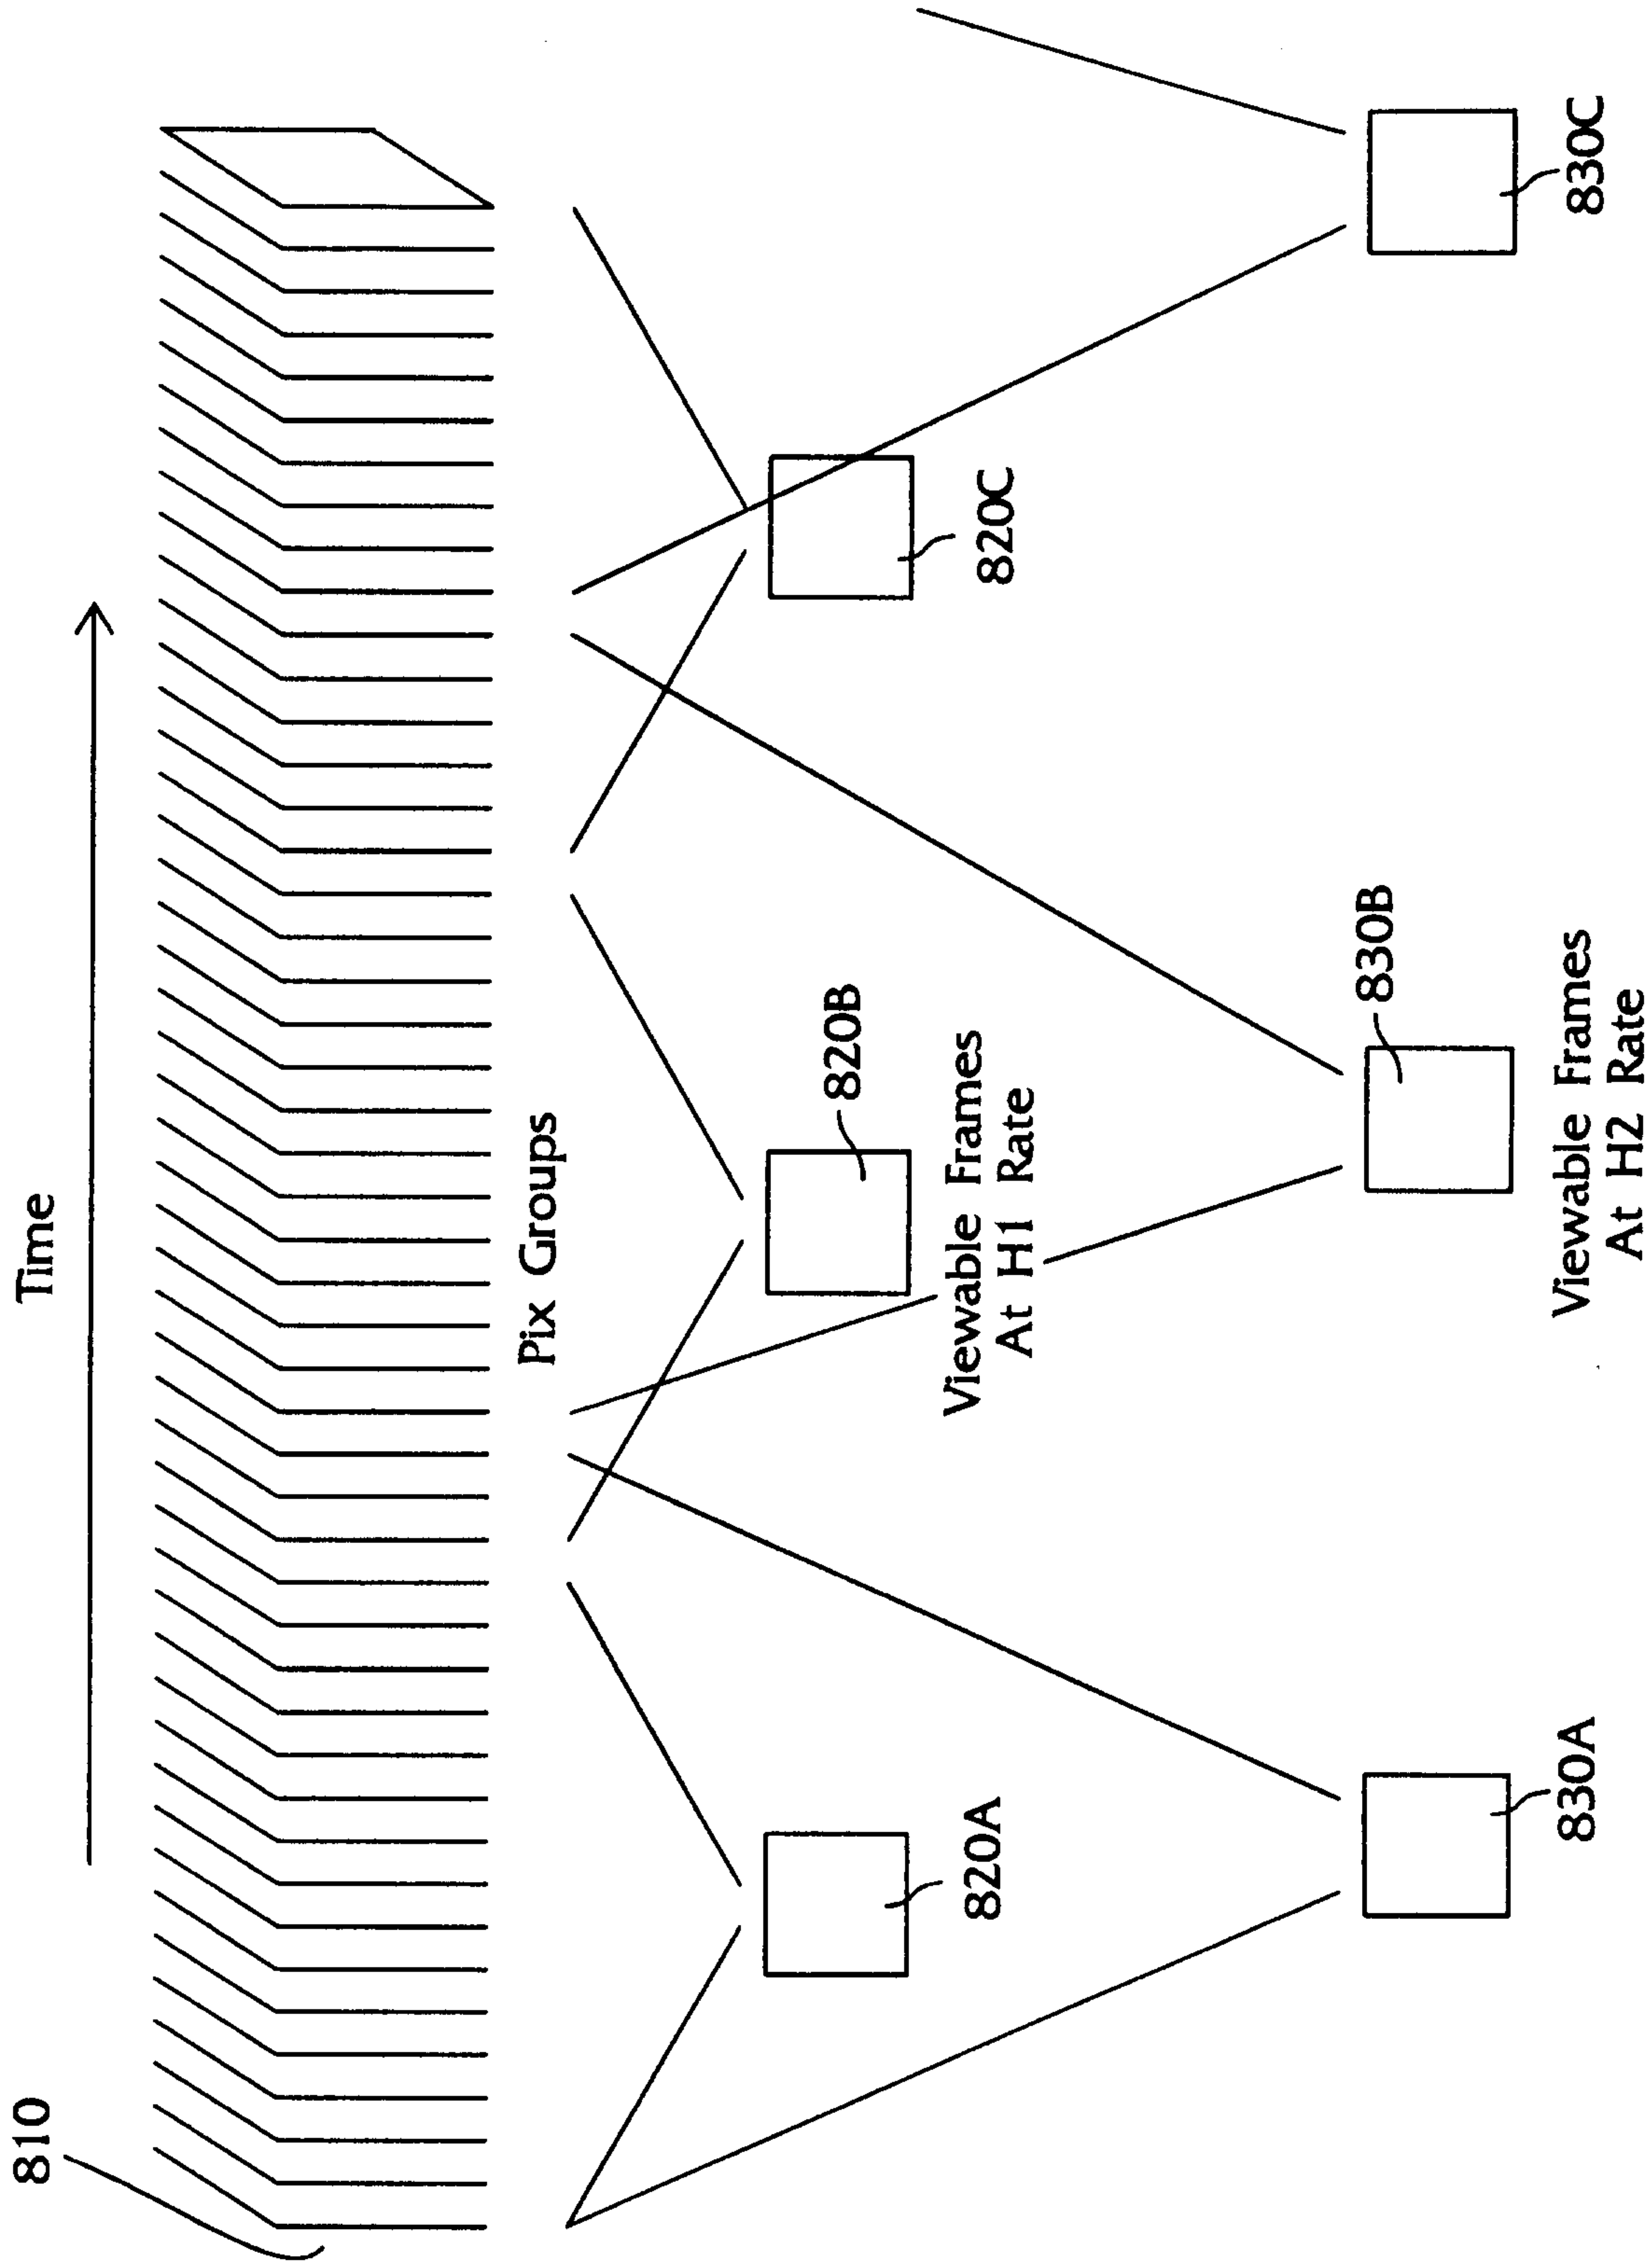 810
Time
Pix Groups
820A
820B
820C
Viewable Frames
At H1 Rate
830A
830B
830C
Viewable Frames
At H2 Rate